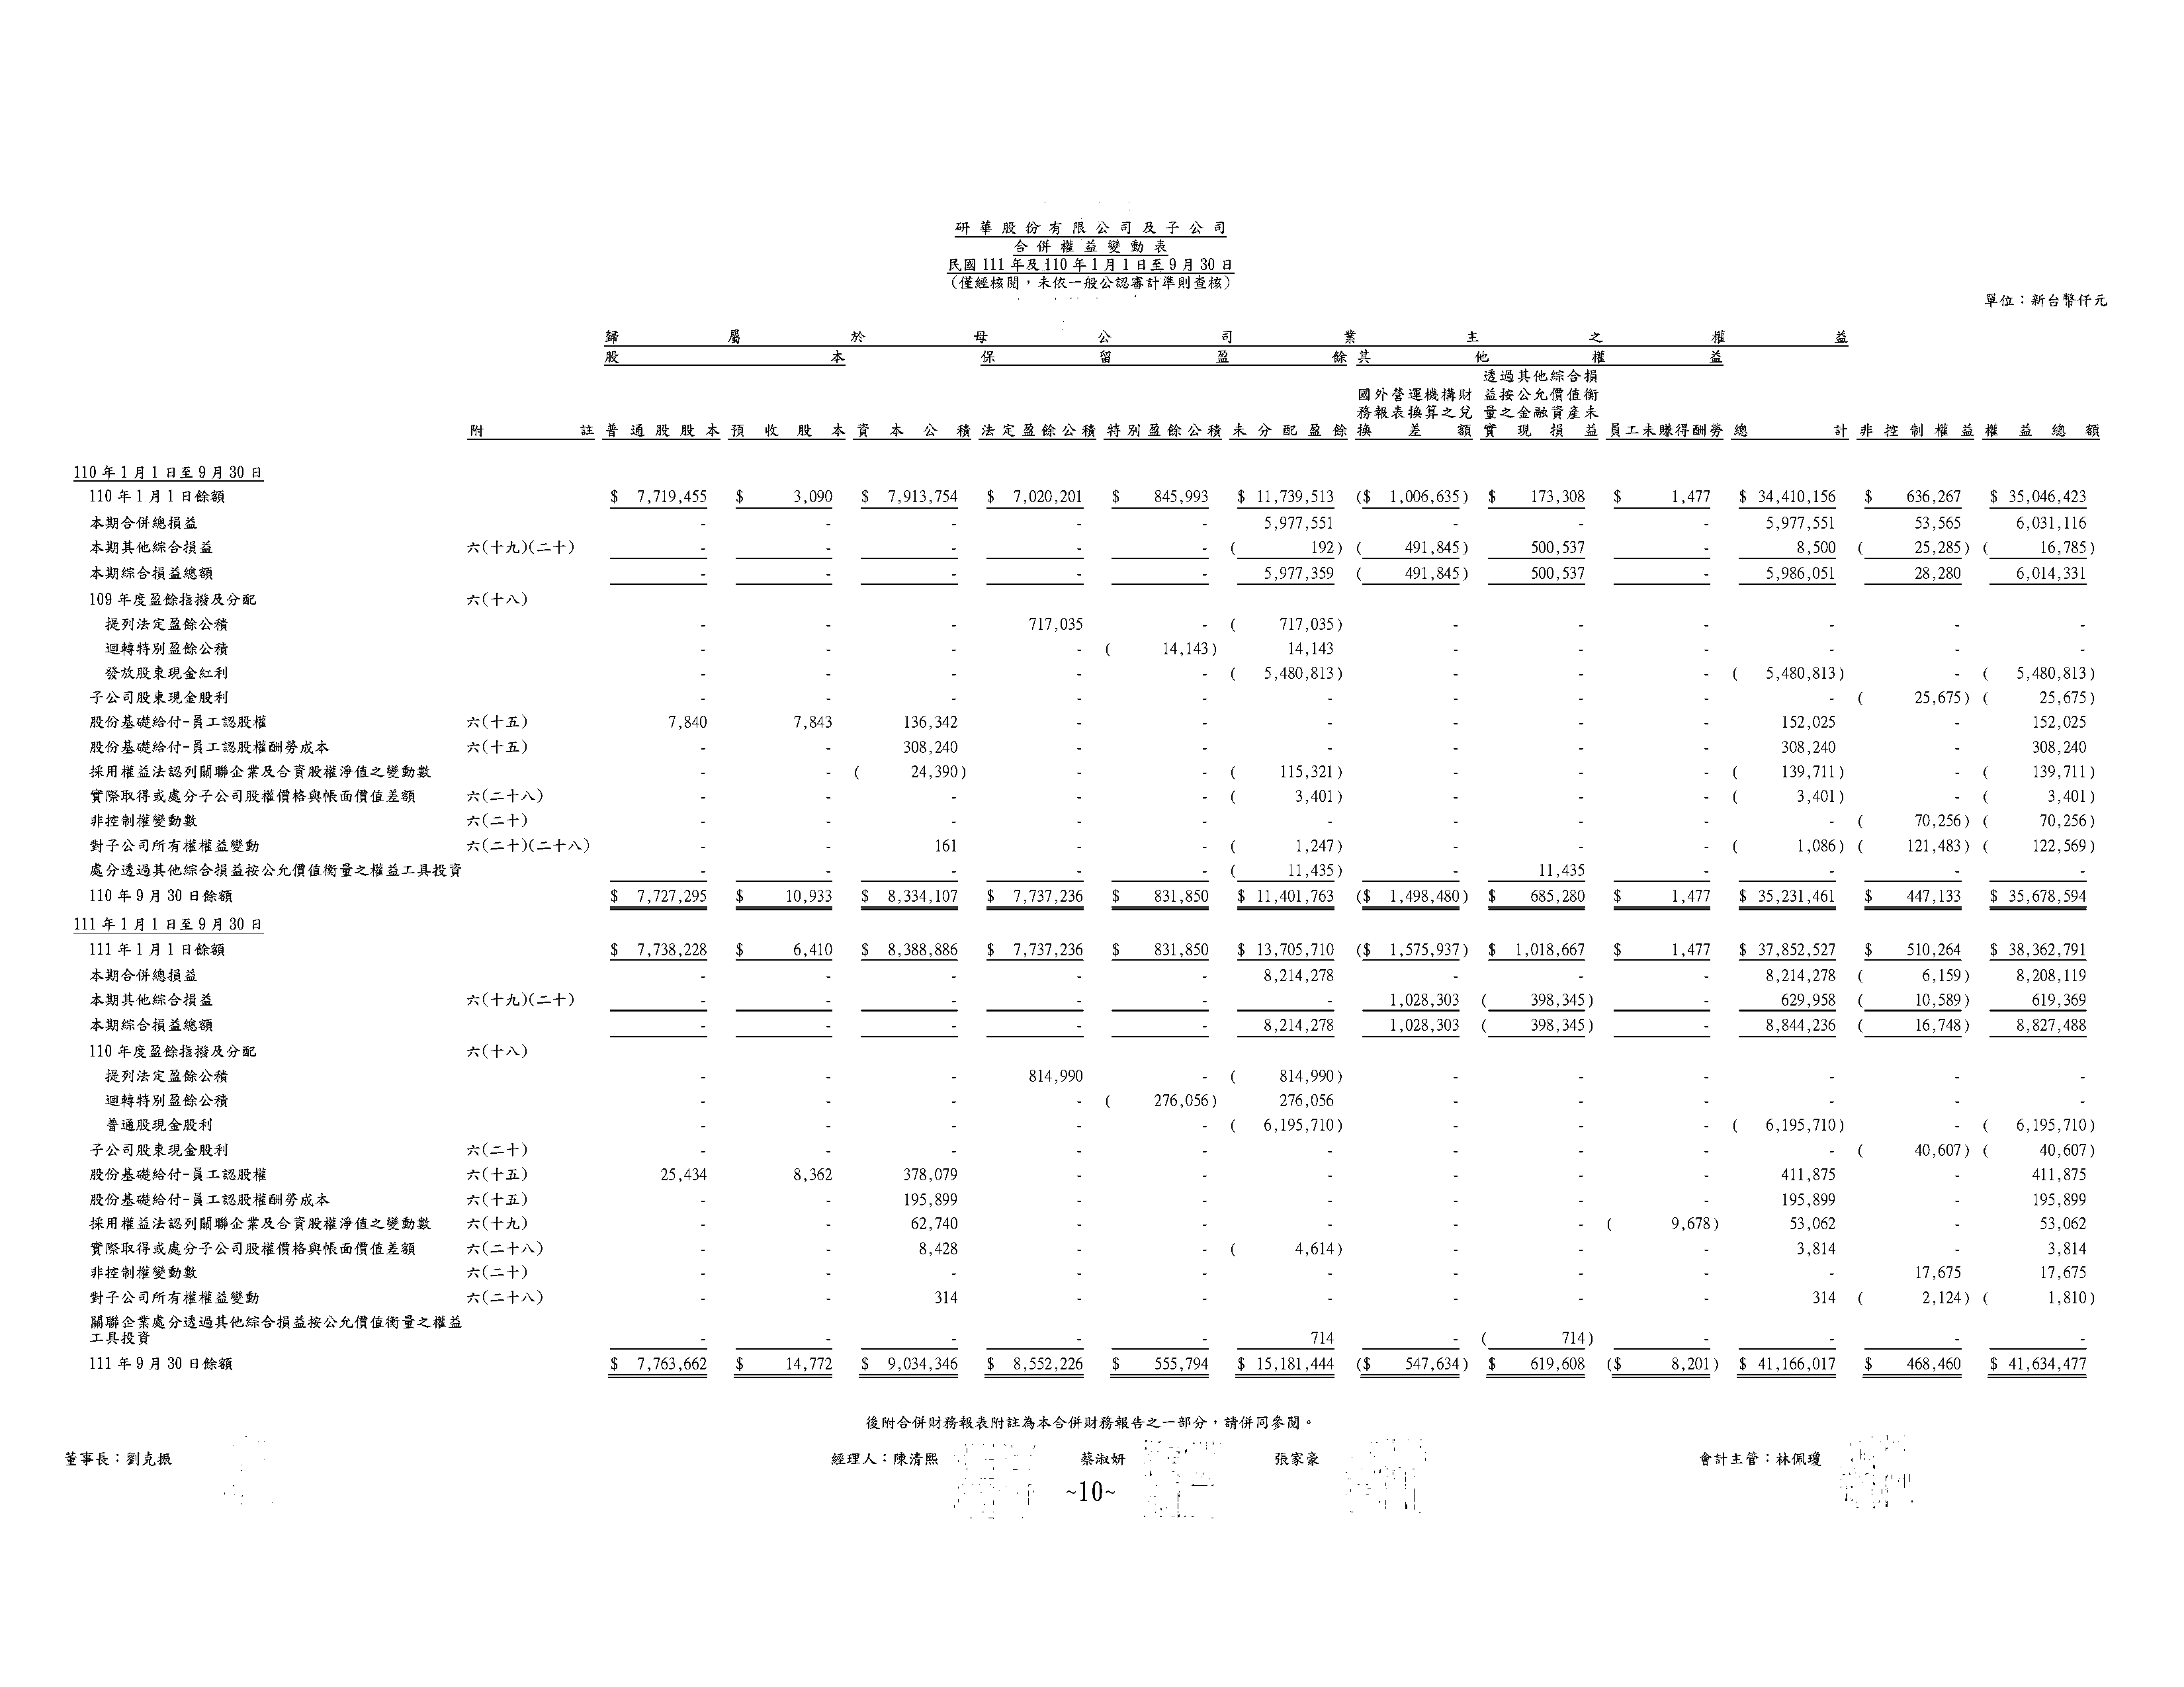 研華股份有限公司及子公司
合併權益變動表
民國111年及110年1月1日至9月30日
(僅經核閱，未依一般公認審計準則查核)
單位：新台幣仟元
歸屬於母公司業主之權益
股本 保留盈餘 其他權益
附註 普通股股本 預收股本 資本公積 法定盈餘公積 特別盈餘公積 未分配盈餘 國外營運機構財務報表換算之兌換差額 透過其他綜合損益按公允價值衡量之金融資產未實現損益 員工未賺得酬勞 總計 非控制權益 權益總額
110年1月1日至9月30日
110年1月1日餘額 $ 7,719,455 $ 3,090 $ 7,913,754 $ 7,020,201 $ 845,993 $ 11,739,513 ($ 1,006,635) $ 173,308 $ 1,477 $ 34,410,156 $ 636,267 $ 35,046,423
本期合併總損益 - - - - - 5,977,551 - - - 5,977,551 53,565 6,031,116
本期其他綜合損益 六(十九)(二十) - - - - - ( 192) ( 491,845) 500,537 - 8,500 ( 25,285) ( 16,785)
本期綜合損益總額 - - - - - 5,977,359 ( 491,845) 500,537 - 5,986,051 28,280 6,014,331
109年度盈餘指撥及分配 六(十八)
提列法定盈餘公積 - - - 717,035 - ( 717,035) - - - - - -
迴轉特別盈餘公積 - - - - ( 14,143) 14,143 - - - - - -
發放股東現金紅利 - - - - - ( 5,480,813) - - - ( 5,480,813) - ( 5,480,813)
子公司股東現金股利 - - - - - - - - - - ( 25,675) ( 25,675)
股份基礎給付-員工認股權 六(十五) 7,840 7,843 136,342 - - - - - - 152,025 - 152,025
股份基礎給付-員工認股權酬勞成本 六(十五) - - 308,240 - - - - - - 308,240 - 308,240
採用權益法認列關聯企業及合資股權淨值之變動數 - - ( 24,390) - - ( 115,321) - - - ( 139,711) - ( 139,711)
實際取得或處分子公司股權價格與帳面價值差額 六(二十八) - - - - - ( 3,401) - - - ( 3,401) - ( 3,401)
非控制權變動數 六(二十) - - - - - - - - - - ( 70,256) ( 70,256)
對子公司所有權權益變動 六(二十)(二十八) - - 161 - - ( 1,247) - - - ( 1,086) ( 121,483) ( 122,569)
處分透過其他綜合損益按公允價值衡量之權益工具投資 - - - - - ( 11,435) - 11,435 - - - -
110年9月30日餘額 $ 7,727,295 $ 10,933 $ 8,334,107 $ 7,737,236 $ 831,850 $ 11,401,763 ($ 1,498,480) $ 685,280 $ 1,477 $ 35,231,461 $ 447,133 $ 35,678,594
111年1月1日至9月30日
111年1月1日餘額 $ 7,738,228 $ 6,410 $ 8,388,886 $ 7,737,236 $ 831,850 $ 13,705,710 ($ 1,575,937) $ 1,018,667 $ 1,477 $ 37,852,527 $ 510,264 $ 38,362,791
本期合併總損益 - - - - - 8,214,278 - - - 8,214,278 ( 6,159) 8,208,119
本期其他綜合損益 六(十九)(二十) - - - - - - 1,028,303 ( 398,345) - 629,958 ( 10,589) 619,369
本期綜合損益總額 - - - - - 8,214,278 1,028,303 ( 398,345) - 8,844,236 ( 16,748) 8,827,488
110年度盈餘指撥及分配 六(十八)
提列法定盈餘公積 - - - 814,990 - ( 814,990) - - - - - -
迴轉特別盈餘公積 - - - - ( 276,056) 276,056 - - - - - -
普通股現金股利 - - - - - ( 6,195,710) - - - ( 6,195,710) - ( 6,195,710)
子公司股東現金股利 六(二十) - - - - - - - - - - ( 40,607) ( 40,607)
股份基礎給付-員工認股權 六(十五) 25,434 8,362 378,079 - - - - - - 411,875 - 411,875
股份基礎給付-員工認股權酬勞成本 六(十五) - - 195,899 - - - - - - 195,899 - 195,899
採用權益法認列關聯企業及合資股權淨值之變動數 六(十九) - - 62,740 - - - - - ( 9,678) 53,062 - 53,062
實際取得或處分子公司股權價格與帳面價值差額 六(二十八) - - 8,428 - - ( 4,614) - - - 3,814 - 3,814
非控制權變動數 六(二十) - - - - - - - - - - 17,675 17,675
對子公司所有權權益變動 六(二十八) - - 314 - - - - - - 314 ( 2,124) ( 1,810)
關聯企業處分透過其他綜合損益按公允價值衡量之權益
工具投資 - - - - - 714 - ( 714) - - - -
111年9月30日餘額 $ 7,763,662 $ 14,772 $ 9,034,346 $ 8,552,226 $ 555,794 $ 15,181,444 ($ 547,634) $ 619,608 ($ 8,201) $ 41,166,017 $ 468,460 $ 41,634,477
後附合併財務報表附註為本合併財務報告之一部分，請併同參閱。
董事長：劉克振 經理人：陳清熙 蔡淑妍 張家豪 會計主管：林佩瓊
~10~